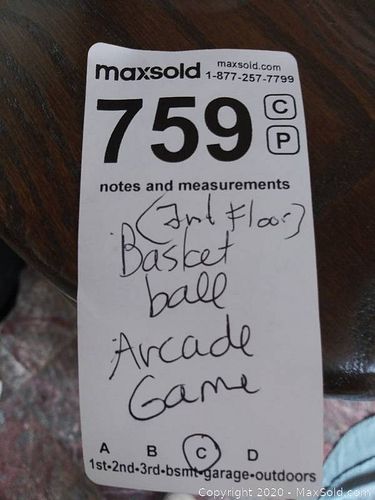 maxsold maxsold.com
1-877-257-7799
759 C
P
notes and measurements
(3rd Floor)
Basket
ball
Arcade
Game
A B C D
1st-2nd-3rd-bsmt-garage-outdoors
Copyright © 2020 - MaxSold.com